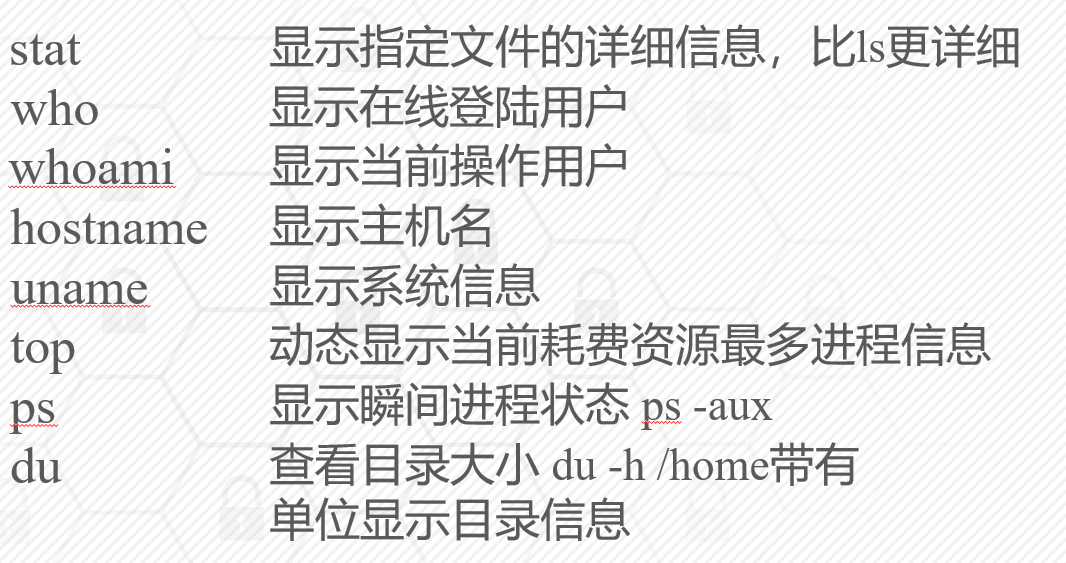 stat 显示指定文件的详细信息，比ls更详细
who 显示在线登陆用户
whoami 显示当前操作用户
hostname 显示主机名
uname 显示系统信息
top 动态显示当前耗费资源最多进程信息
ps 显示瞬间进程状态 ps -aux
du 查看目录大小 du -h /home带有
单位显示目录信息